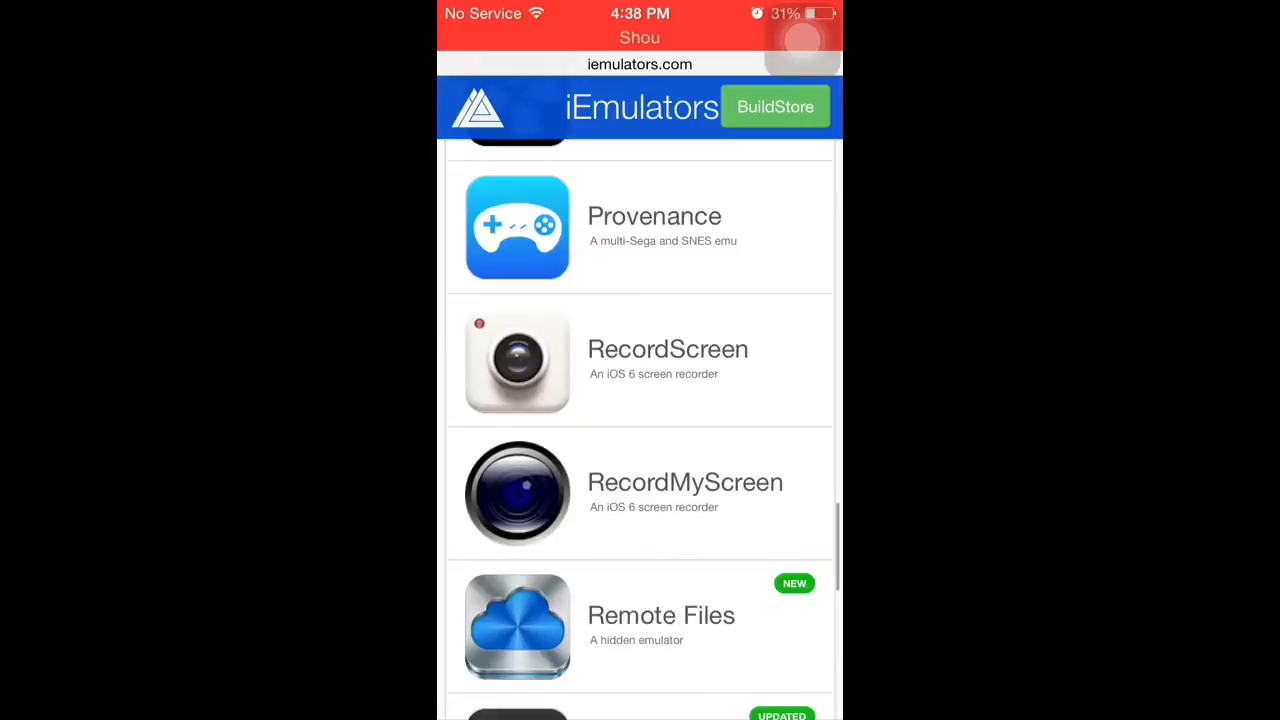 No Service 4:38 PM 31%
Shou
iemulators.com
iEmulators BuildStore
Provenance
A multi-Sega and SNES emu
RecordScreen
An iOS 6 screen recorder
RecordMyScreen
An iOS 6 screen recorder
NEW
Remote Files
A hidden emulator
UPDATED